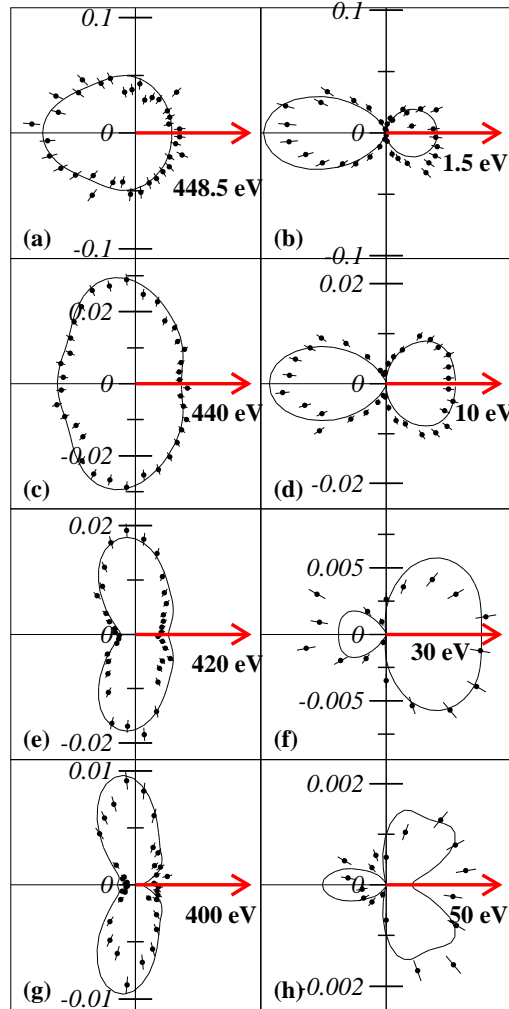 0.1
0
448.5 eV
(a)
-0.1
0.1
0
1.5 eV
(b)
-0.1
0.02
0
440 eV
-0.02
(c)
0.02
0
10 eV
(d)
-0.02
0.02
0
420 eV
(e)
-0.02
0.005
0
30 eV
-0.005
(f)
0.01
0
400 eV
(g)
-0.01
0.002
0
50 eV
(h)
-0.002